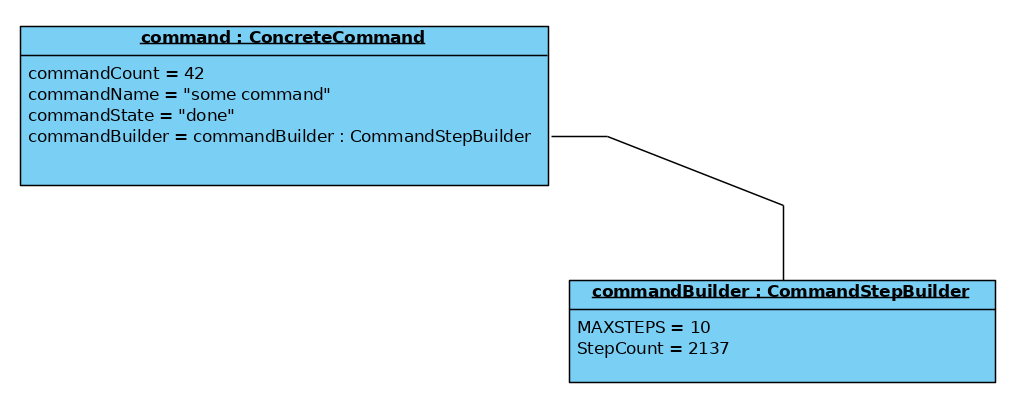 command : ConcreteCommand
commandCount = 42
commandName = "some command"
commandState = "done"
commandBuilder = commandBuilder : CommandStepBuilder
commandBuilder : CommandStepBuilder
MAXSTEPS = 10
StepCount = 2137